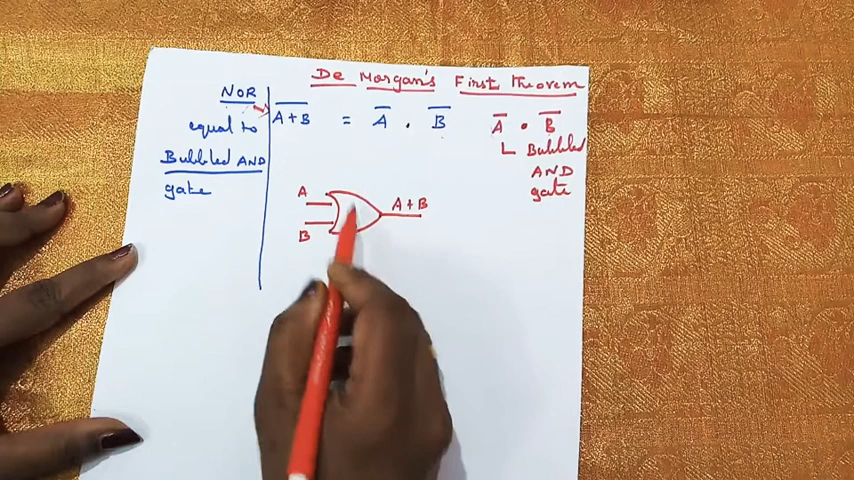 De Morgan's First Theorem
NOR
equal to
Bubbled AND
gate
A+B = A . B
A . B
Bubbled
AND
gate
A
B
A+B